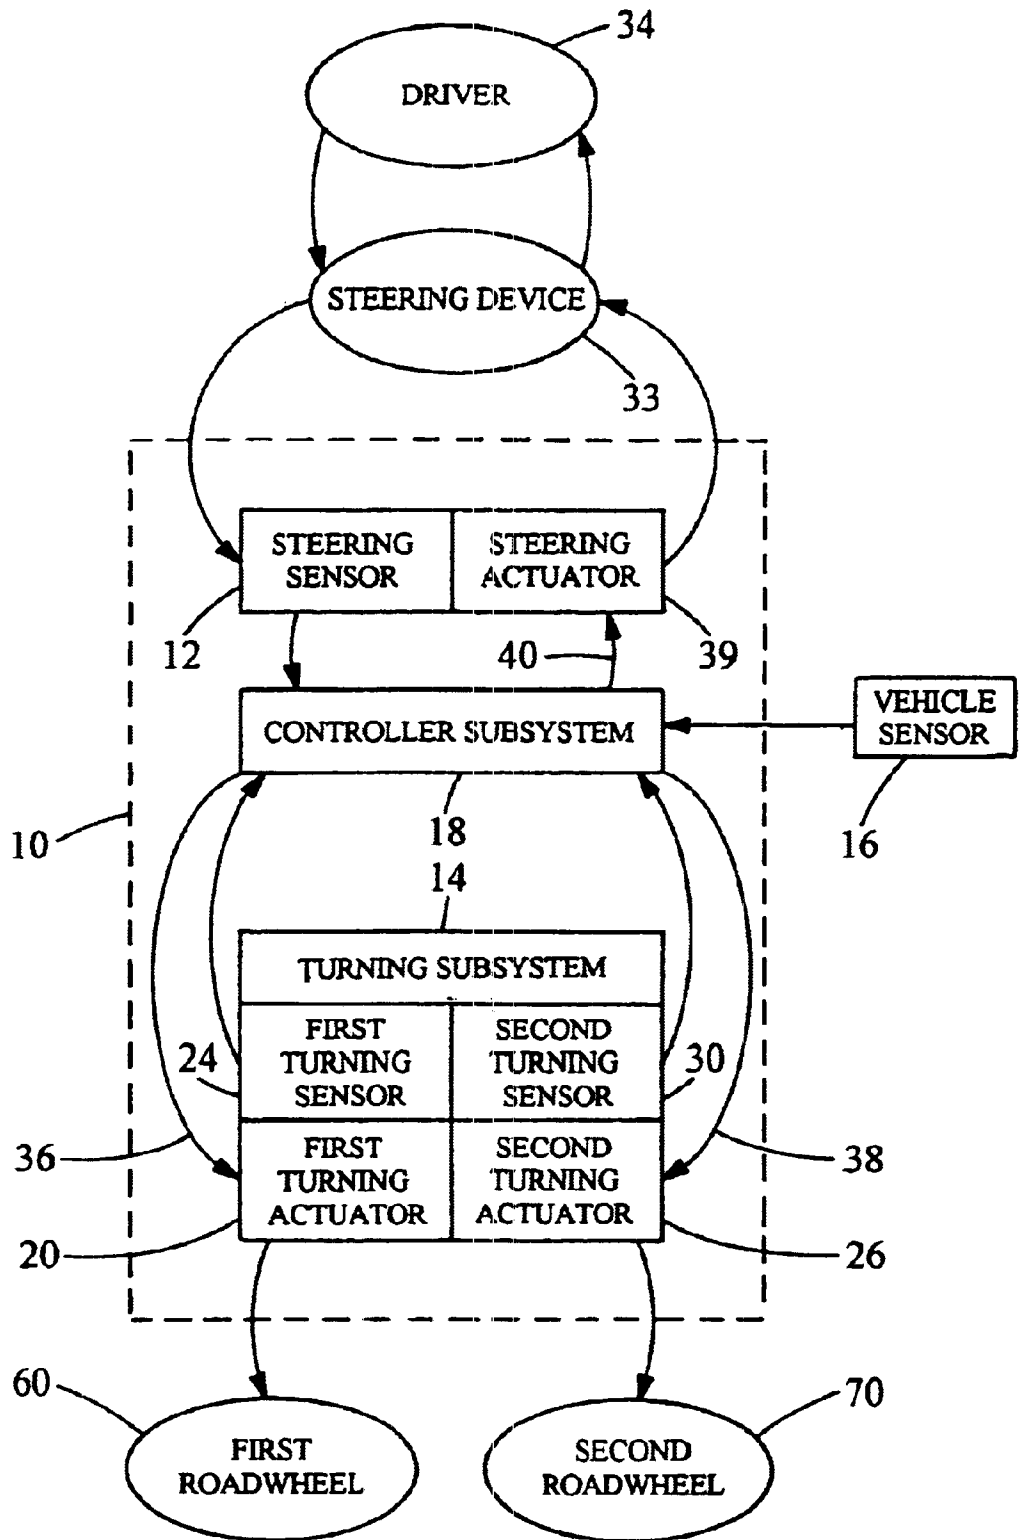 34
DRIVER
STEERING DEVICE
33
STEERING
SENSOR
STEERING
ACTUATOR
12
40
39
VEHICLE
SENSOR
CONTROLLER SUBSYSTEM
10
18
16
14
TURNING SUBSYSTEM
24
FIRST
TURNING
SENSOR
SECOND
TURNING
SENSOR
30
36
FIRST
TURNING
ACTUATOR
SECOND
TURNING
ACTUATOR
38
20
26
60
70
FIRST
ROADWHEEL
SECOND
ROADWHEEL